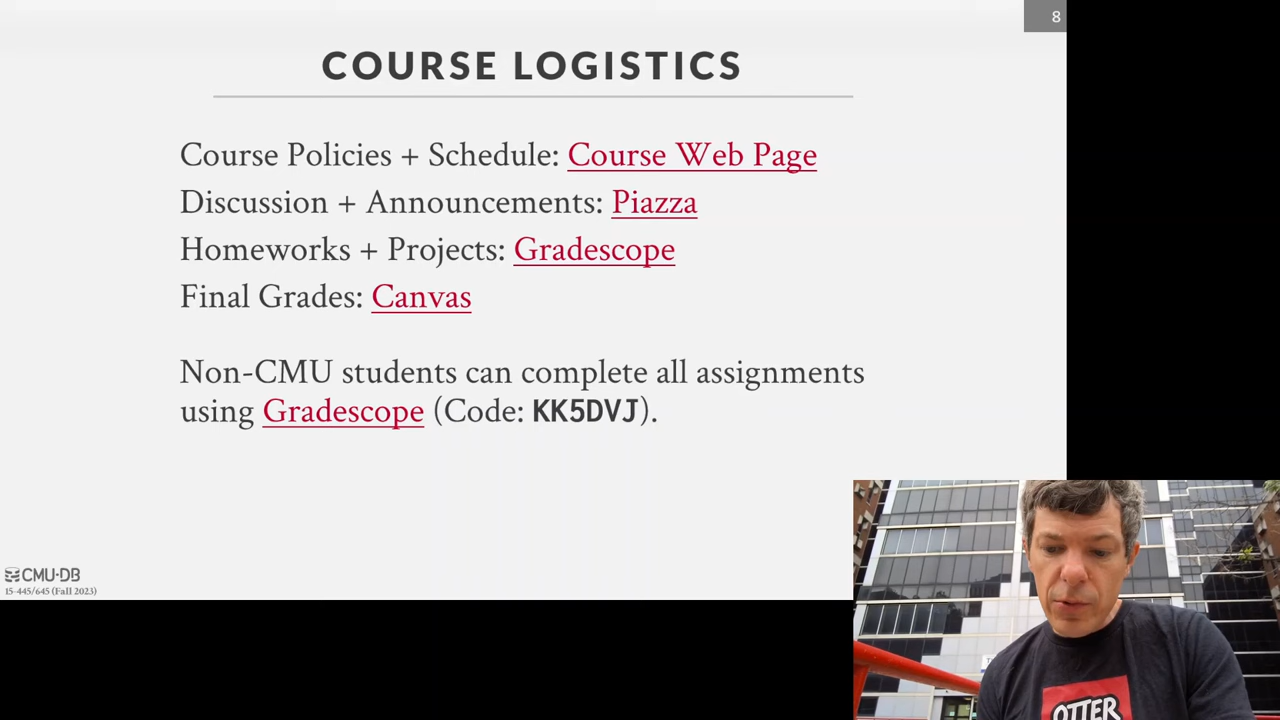 8
COURSE LOGISTICS
Course Policies + Schedule: Course Web Page
Discussion + Announcements: Piazza
Homeworks + Projects: Gradescope
Final Grades: Canvas
Non-CMU students can complete all assignments
using Gradescope (Code: KK5DVJ).
CMU·DB
15-445/645 (Fall 2023)
OTTER